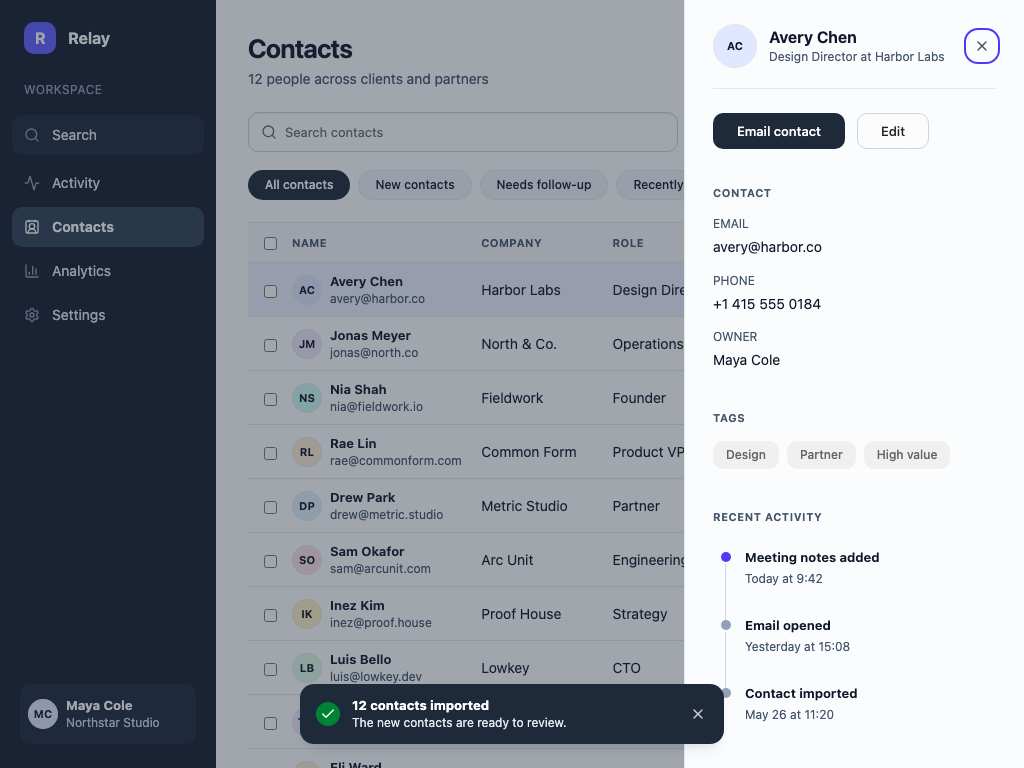 R Relay
WORKSPACE
Search
Activity
Contacts
Analytics
Settings
MC
Maya Cole
Northstar Studio
Contacts
12 people across clients and partners
Search contacts
All contacts New contacts Needs follow-up Recently
NAME COMPANY ROLE
AC Avery Chen
avery@harbor.co
Harbor Labs
JM Jonas Meyer
jonas@north.co
North & Co. Operations
NS Nia Shah
nia@fieldwork.io
Fieldwork Founder
RL Rae Lin
rae@commonform.com
Common Form Product VP
DP Drew Park
drew@metric.studio
Metric Studio Partner
SO Sam Okafor
sam@arcunit.com
Arc Unit Engineering
IK Inez Kim
inez@proof.house
Proof House Strategy
LB Luis Bello
luis@lowkey.dev
Lowkey CTO
Eli Ward
12 contacts imported
The new contacts are ready to review.
AC
Avery Chen
Design Director at Harbor Labs
Email contact Edit
CONTACT
EMAIL
avery@harbor.co
PHONE
+1 415 555 0184
OWNER
Maya Cole
TAGS
Design Partner High value
RECENT ACTIVITY
Meeting notes added
Today at 9:42
Email opened
Yesterday at 15:08
Contact imported
May 26 at 11:20